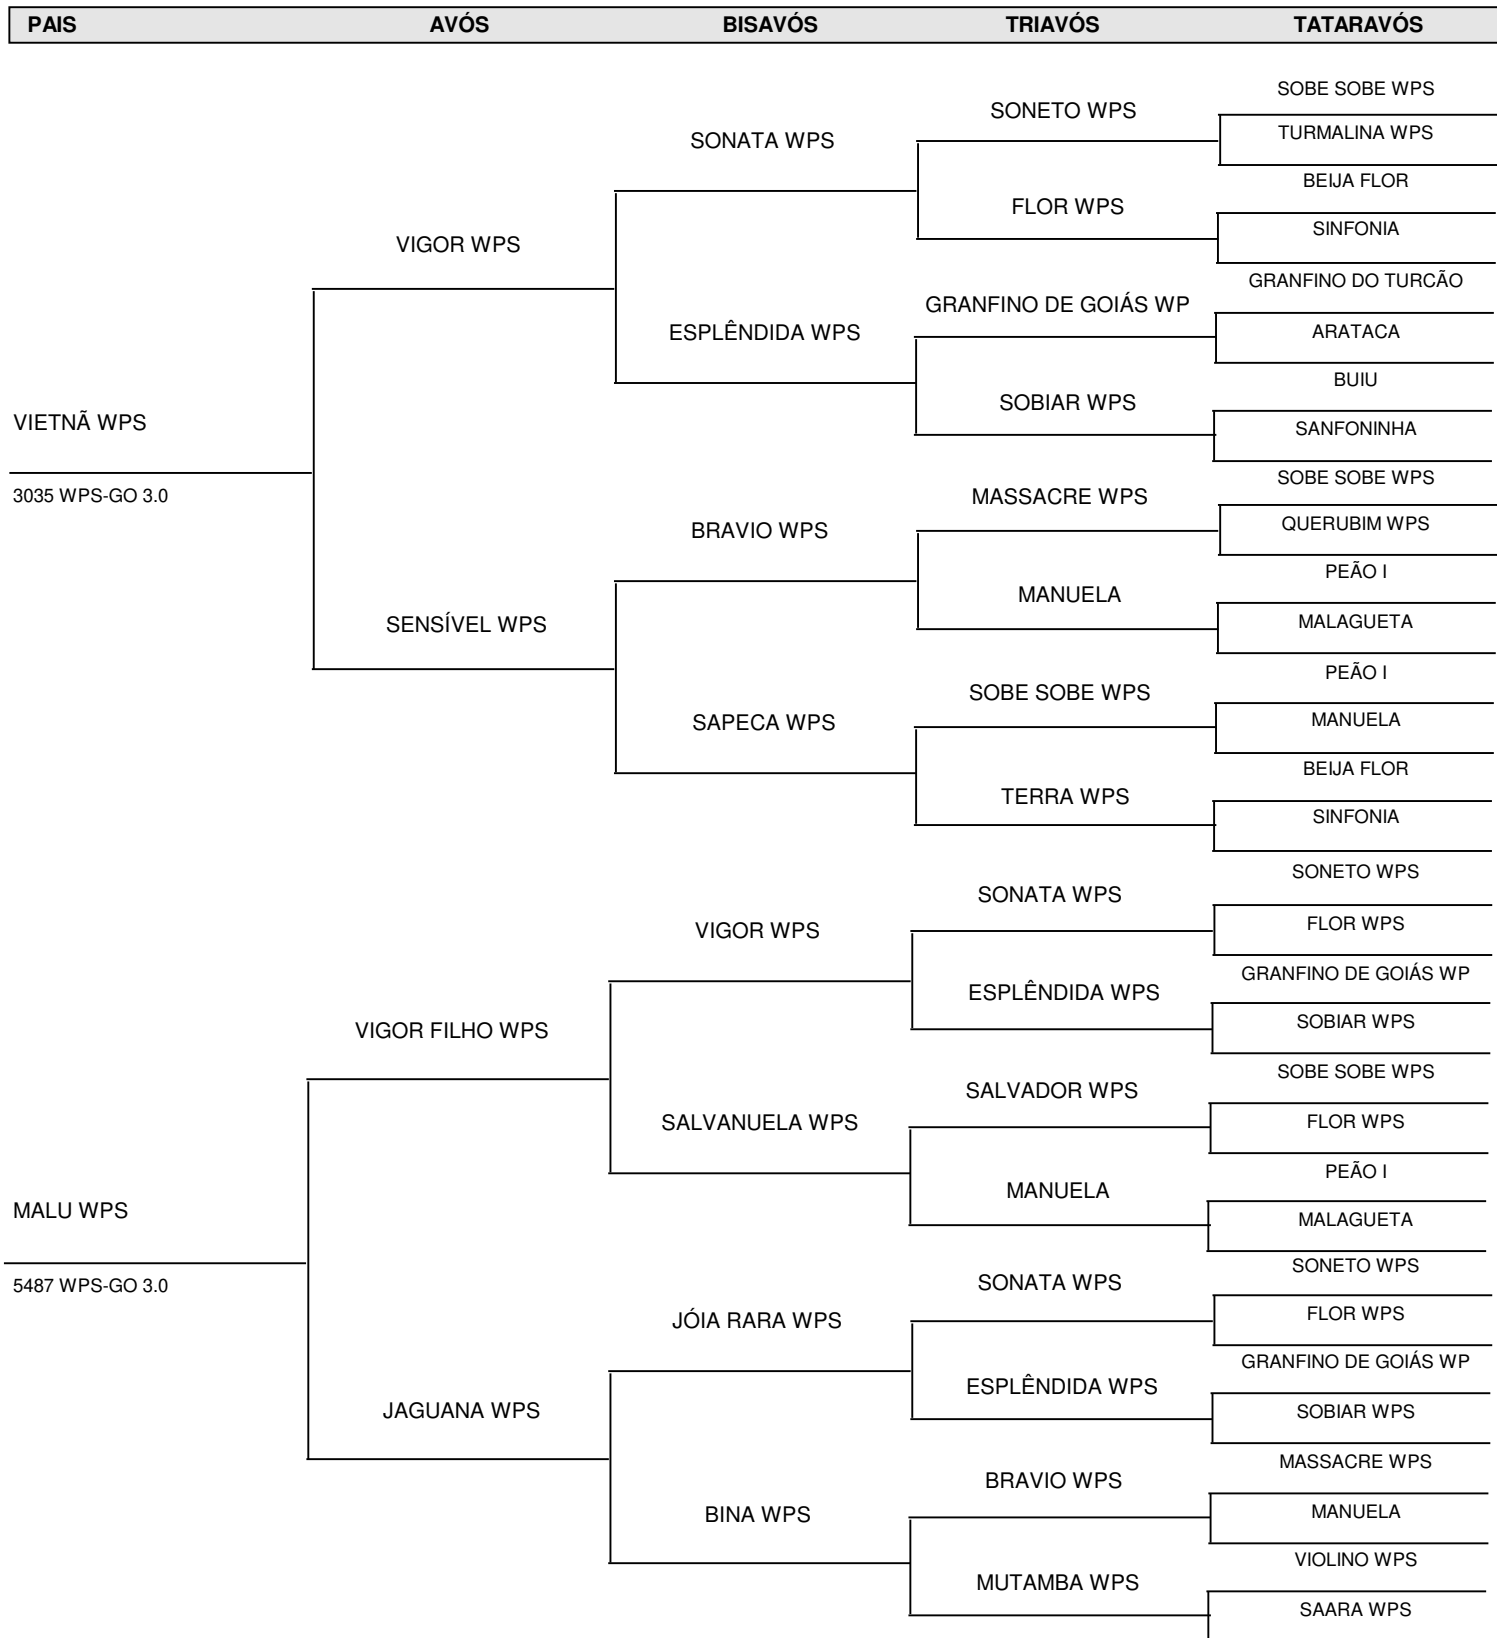 PAIS AVÓS BISAVÓS TRIAVÓS TATARAVÓS
SOBE SOBE WPS
SONETO WPS
TURMALINA WPS
SONATA WPS
BEIJA FLOR
FLOR WPS
SINFONIA
VIGOR WPS
GRANFINO DO TURCÃO
GRANFINO DE GOIÁS WP
ESPLÊNDIDA WPS
ARATACA
BUIU
SOBIAR WPS
VIETNÃ WPS
SANFONINHA
SOBE SOBE WPS
3035 WPS-GO 3.0
MASSACRE WPS
QUERUBIM WPS
BRAVIO WPS
PEÃO I
MANUELA
MALAGUETA
SENSÍVEL WPS
PEÃO I
SOBE SOBE WPS
MANUELA
SAPECA WPS
BEIJA FLOR
TERRA WPS
SINFONIA
SONETO WPS
SONATA WPS
FLOR WPS
VIGOR WPS
GRANFINO DE GOIÁS WP
ESPLÊNDIDA WPS
SOBIAR WPS
VIGOR FILHO WPS
SOBE SOBE WPS
SALVADOR WPS
SALVANUELA WPS
FLOR WPS
PEÃO I
MANUELA
MALU WPS
MALAGUETA
SONETO WPS
5487 WPS-GO 3.0
SONATA WPS
FLOR WPS
JÓIA RARA WPS
GRANFINO DE GOIÁS WP
ESPLÊNDIDA WPS
JAGUANA WPS
SOBIAR WPS
MASSACRE WPS
BRAVIO WPS
MANUELA
BINA WPS
VIOLINO WPS
MUTAMBA WPS
SAARA WPS